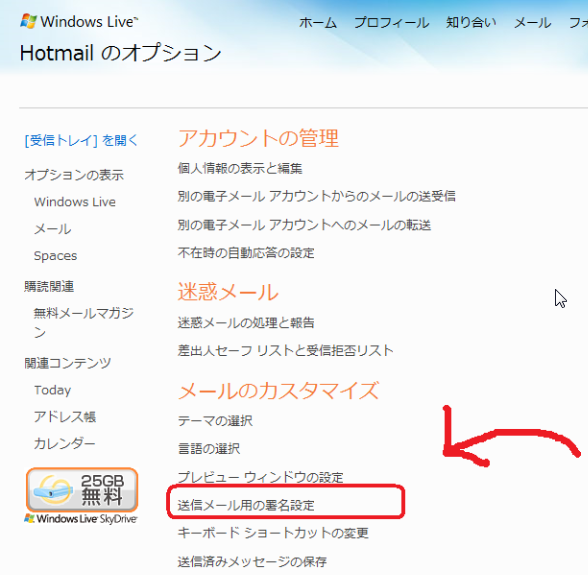 Windows Live™
ホーム プロフィール 知り合い メール フォ
Hotmail のオプション
[受信トレイ] を開く
オプションの表示
Windows Live
メール
Spaces
購読関連
無料メールマガジ
ン
関連コンテンツ
Today
アドレス帳
カレンダー
25GB
無料
Windows Live SkyDrive™
アカウントの管理
個人情報の表示と編集
別の電子メール アカウントからのメールの送受信
別の電子メール アカウントへのメールの転送
不在時の自動応答の設定
迷惑メール
迷惑メールの処理と報告
差出人セーフ リストと受信拒否リスト
メールのカスタマイズ
テーマの選択
言語の選択
プレビュー ウィンドウの設定
送信メール用の署名設定
キーボード ショートカットの変更
送信済みメッセージの保存